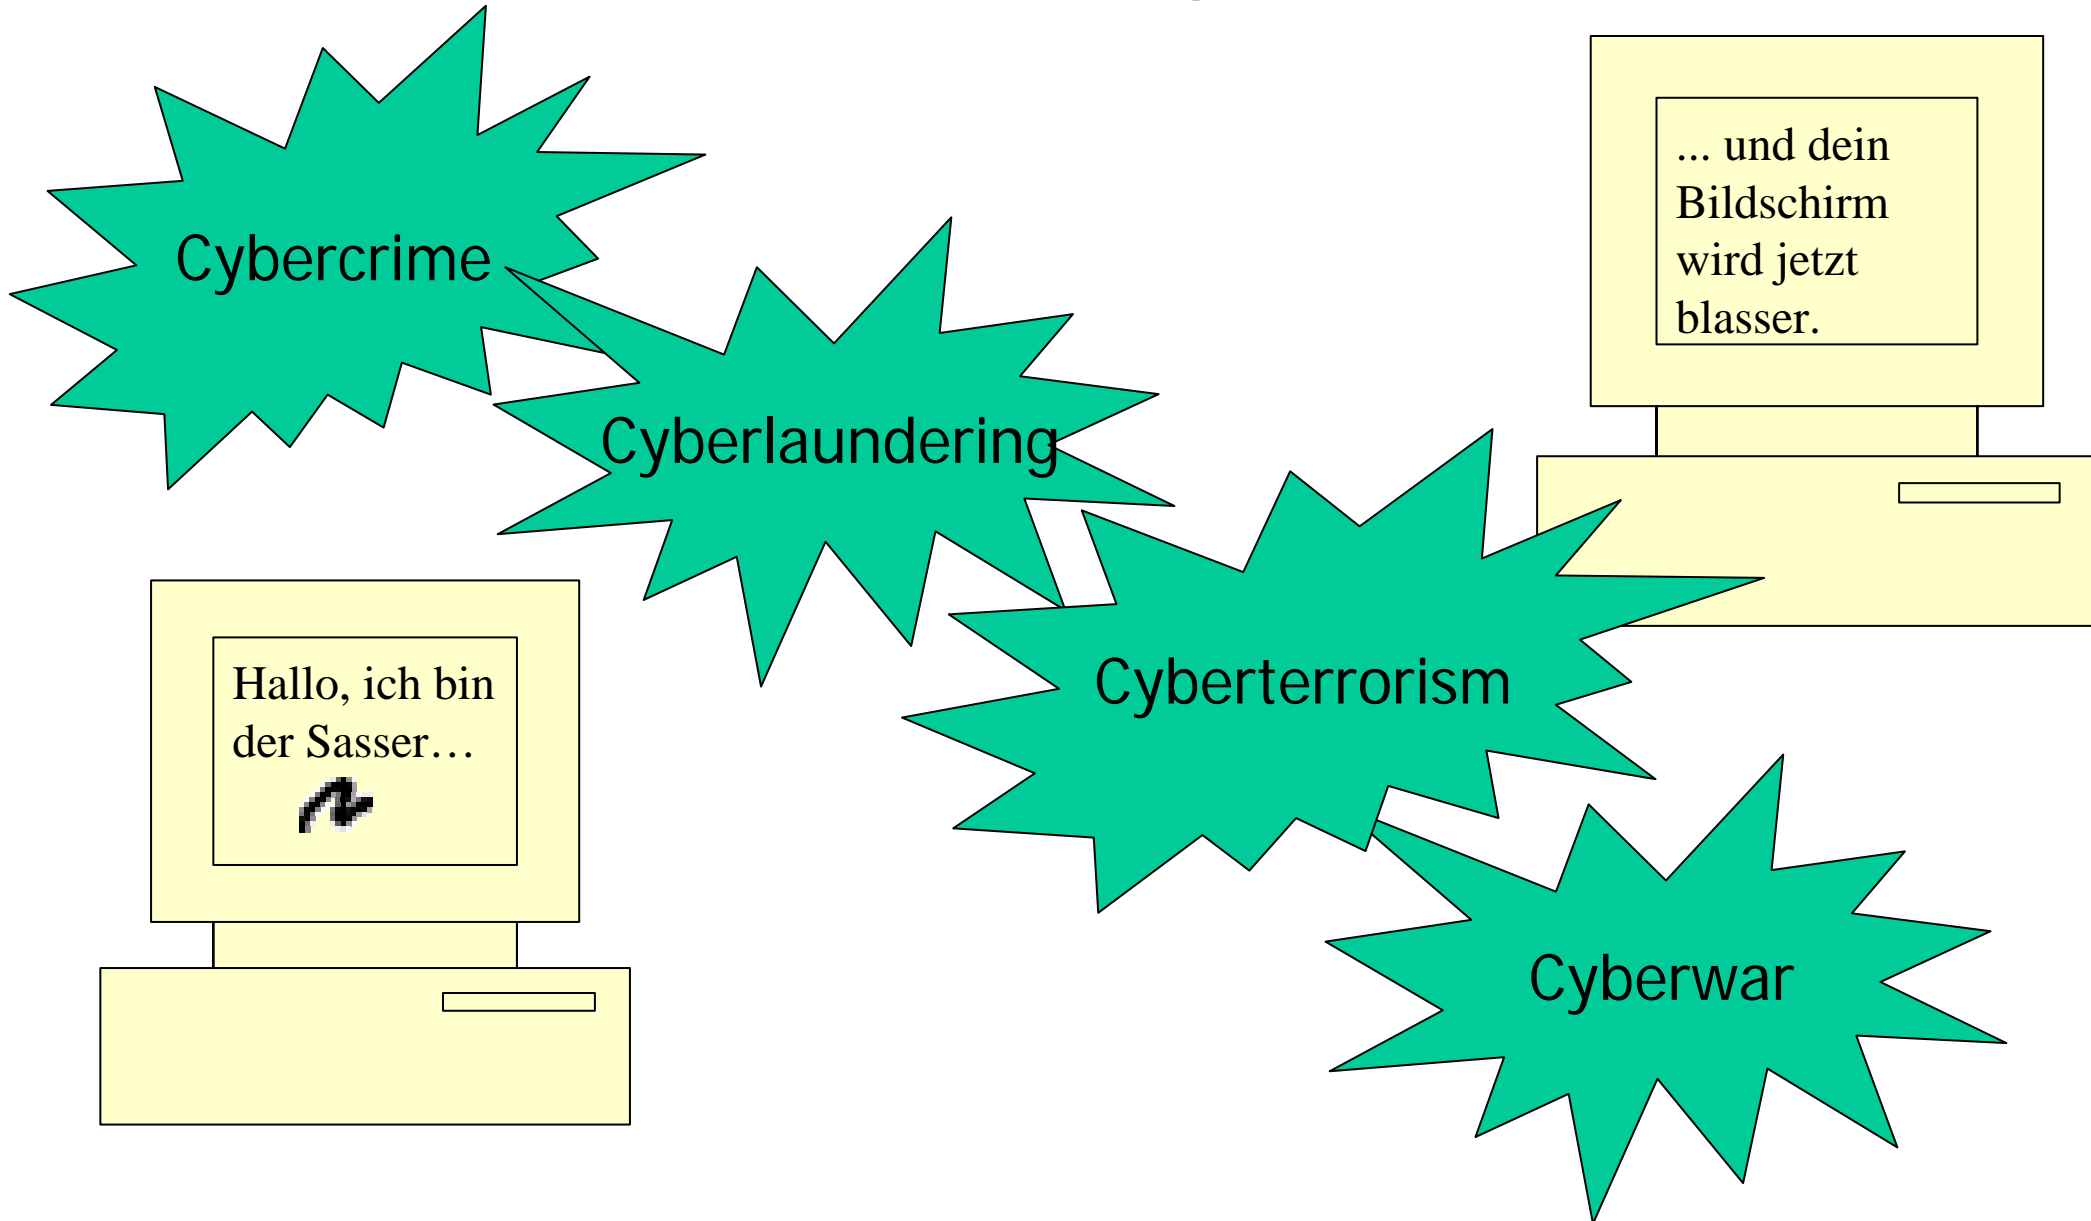 Cybercrime
... und dein
Bildschirm
wird jetzt
blasser.
Cyberlaundering
Hallo, ich bin
der Sasser…
Cyberterrorism
Cyberwar